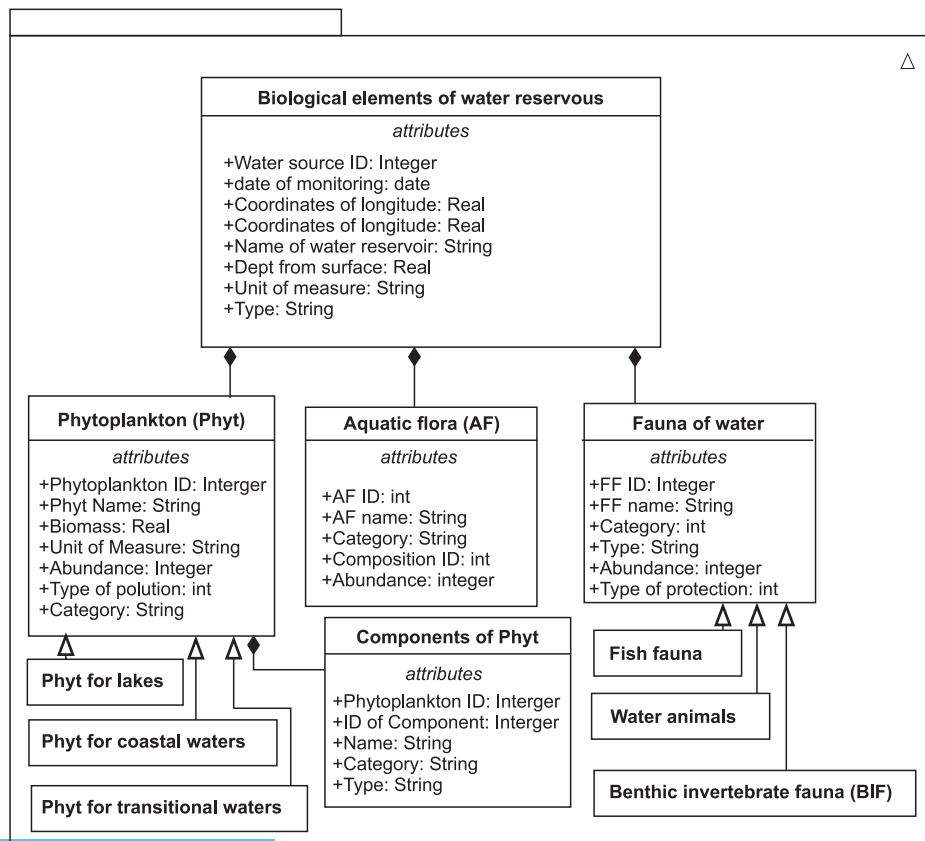 Biological elements of water reservous
attributes
+Water source ID: Integer
+date of monitoring: date
+Coordinates of longitude: Real
+Coordinates of longitude: Real
+Name of water reservoir: String
+Dept from surface: Real
+Unit of measure: String
+Type: String
Phytoplankton (Phyt)
attributes
+Phytoplankton ID: Interger
+Phyt Name: String
+Biomass: Real
+Unit of Measure: String
+Abundance: Integer
+Type of polution: int
+Category: String
Aquatic flora (AF)
attributes
+AF ID: int
+AF name: String
+Category: String
+Composition ID: int
+Abundance: integer
Fauna of water
attributes
+FF ID: Integer
+FF name: String
+Category: int
+Type: String
+Abundance: integer
+Type of protection: int
Phyt for lakes
Phyt for coastal waters
Phyt for transitional waters
Components of Phyt
attributes
+Phytoplankton ID: Interger
+ID of Component: Interger
+Name: String
+Category: String
+Type: String
Fish fauna
Water animals
Benthic invertebrate fauna (BIF)